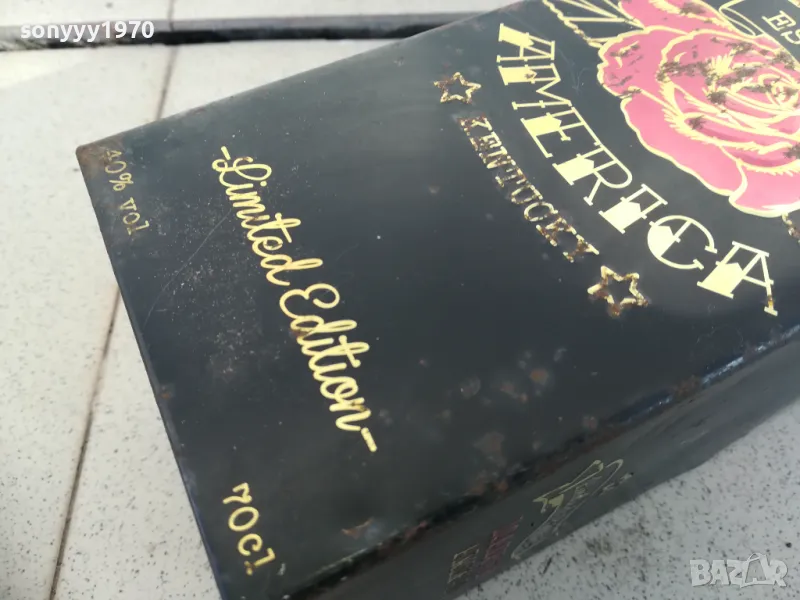 sonyyy1970
ES
AMERICA
KENTUCKY
-Limited Edition-
40% vol
70cl
BAZAR